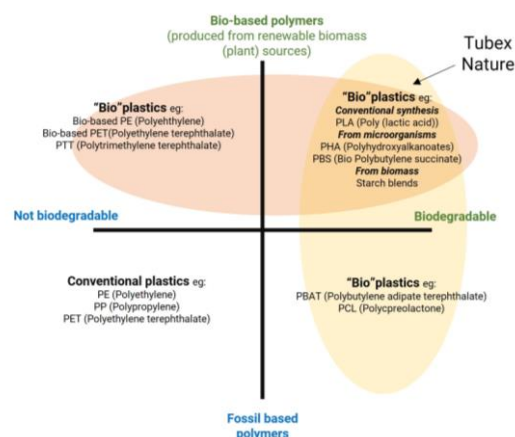 Bio-based polymers
(produced from renewable biomass
(plant) sources)
Tubex
Nature
"Bio"plastics eg:
Bio-based PE (Polyehthylene)
Bio-based PET(Polyethylene terephthalate)
PTT (Polytrimethylene terephthalate)
"Bio"plastics eg:
Conventional synthesis
PLA (Poly (lactic acid))
From microorganisms
PHA (Polyhydroxyalkanoates)
PBS (Bio Polybutylene succinate)
From biomass
Starch blends
Not biodegradable
Biodegradable
Conventional plastics eg:
PE (Polyethylene)
PP (Polypropylene)
PET (Polyethylene terephthalate)
"Bio"plastics eg:
PBAT (Polybutylene adipate terephthalate)
PCL (Polycpreolactone)
Fossil based
polymers